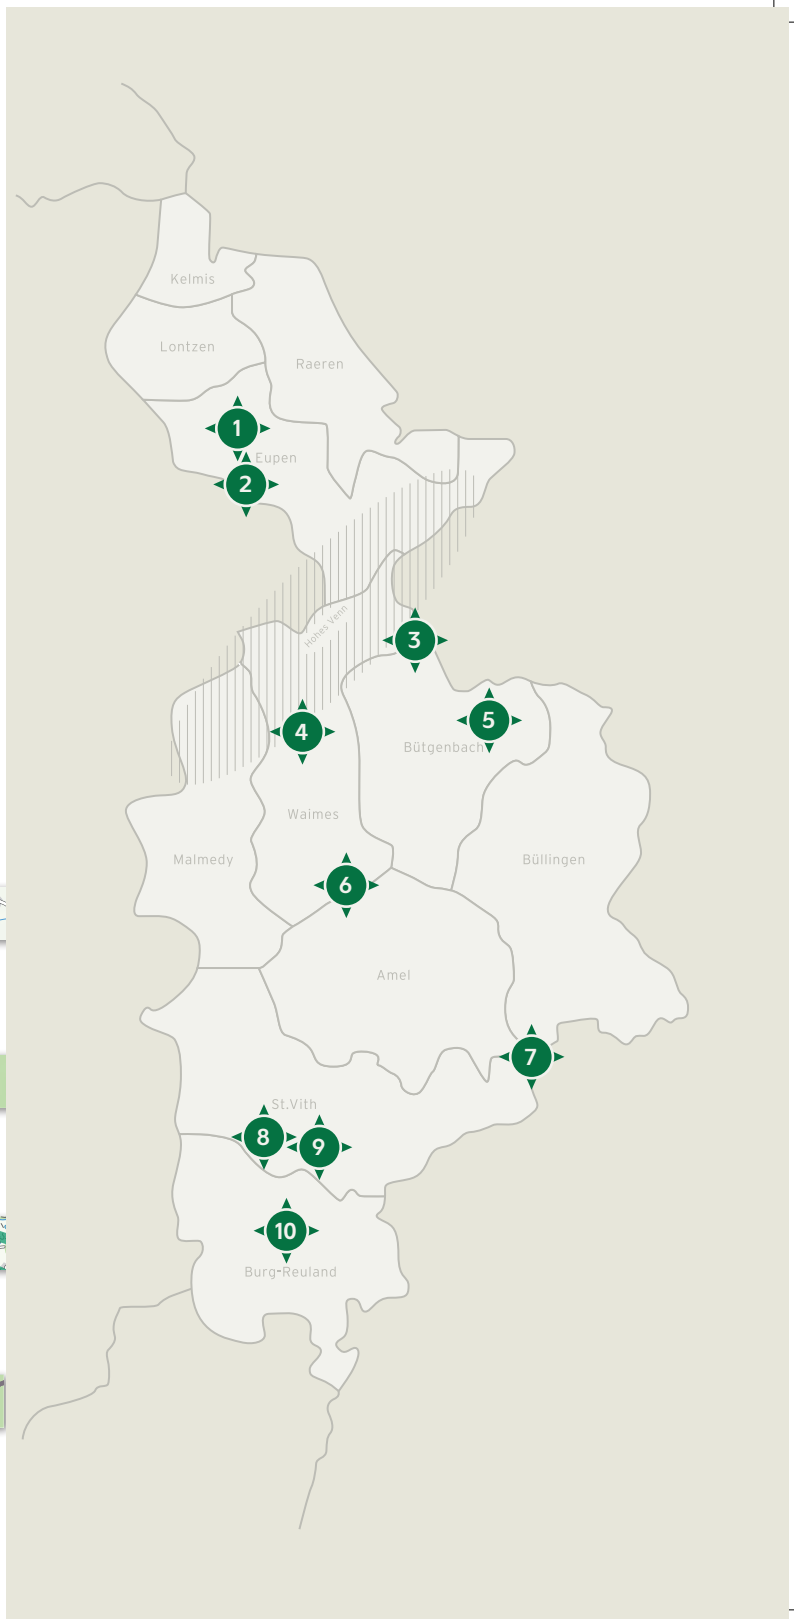 Kelmis
Lontzen
Raeren
1
Eupen
2
Hohes Venn
3
5
4
Bütgenbach
Waimes
Malmedy
Büllingen
6
Amel
7
St.Vith
8
9
10
Burg-Reuland